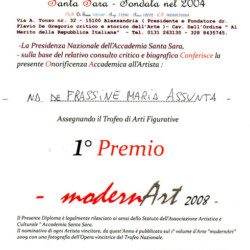 Santa Sara - Sondalo nel 2004
Via A. Tonso nr. 32 - 15100 Alessandria ( Presidente e Fondatore dr.
Flavio De Gregorio critico e storico dell'Arte ) - Cav. Dell'Ordine " Al
Merito della Repubblica Italiana" - Tel. 0131 263130 - 328 8435745.
-La Presidenza Nazionale dell'Accademia Santa Sara,
- sulla base del relativo comitato critico e biografico Conferisce la
presente Onorificenza Accademica all'Artista :
- ND. DE FRASSINE MARIA ASSUNTA -
Assegnando il Trofeo di Arti Figurative
1° Premio
- modernArt 2008 -
Il Presente Diploma è legalmente rilasciato ai sensi dello Statuto dell'Associazione Artistica e
Culturale " Accademia Santa Sara.
Il nominativo di ogni Artista vincitore, da quest'Anno è pubblicato sul 1° volume d'Arte "modernArt»
2009 con una fotografia dell'Opera vincitrice del Trofeo Nazionale.